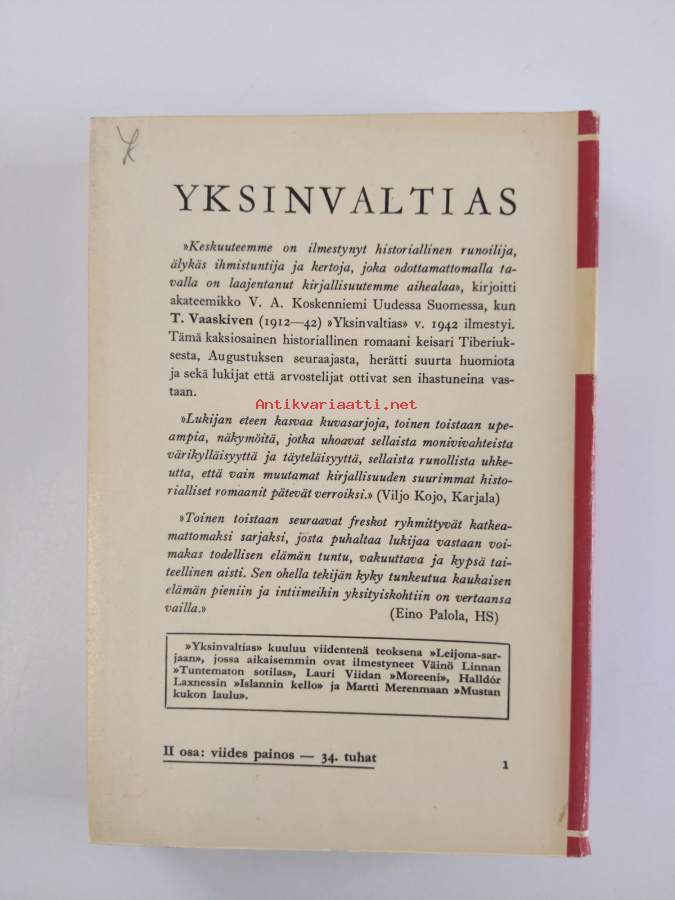 YKSINVALTIAS
»Keskuuteemme on ilmestynyt historiallinen runoilija,
älykäs ihmistuntija ja kertoja, joka odottamattomalla ta-
valla on laajentanut kirjallisuutemme aihealaa», kirjoitti
akateemikko V. A. Koskenniemi Uudessa Suomessa, kun
T. Vaaskiven (1912—42) »Yksinvaltias» v. 1942 ilmestyi.
Tämä kaksiosainen historiallinen romaani keisari Tiberiuk-
sesta, Augustuksen seuraajasta, herätti suurta huomiota
ja sekä lukijat että arvostelijat ottivat sen ihastuneina vas-
taan.
Antikvariaatti.net
»Lukijan eteen kasvaa kuvasarjoja, toinen toistaan upe-
ampia, näkymöitä, jotka uhoavat sellaista monivivahteista
värikylläisyyttä ja täyteläisyyttä, sellaista runollista uhke-
utta, että vain muutamat kirjallisuuden suurimmat histo-
rialliset romaanit pätevät verroiksi.» (Viljo Kojo, Karjala)
»Toinen toistaan seuraavat freskot ryhmittyvät katkea-
mattomaksi sarjaksi, josta puhaltaa lukijaa vastaan voi-
makas todellisen elämän tuntu, vakuuttava ja kypsä tai-
teellinen aisti. Sen ohella tekijän kyky tunkeutua kaukaisen
elämän pieniin ja intiimeihin yksityiskohtiin on vertaansa
vailla.» (Eino Palola, HS)
»Yksinvaltias» kuuluu viidentenä teoksena »Leijona-sar-
jaan», jossa aikaisemmin ovat ilmestyneet Väinö Linnan
»Tuntematon sotilas», Lauri Viidan »Moreeni», Halldór
Laxnessin »Islannin kello» ja Martti Merenmaan »Mustan
kukon laulu».
II osa: viides painos — 34. tuhat
1